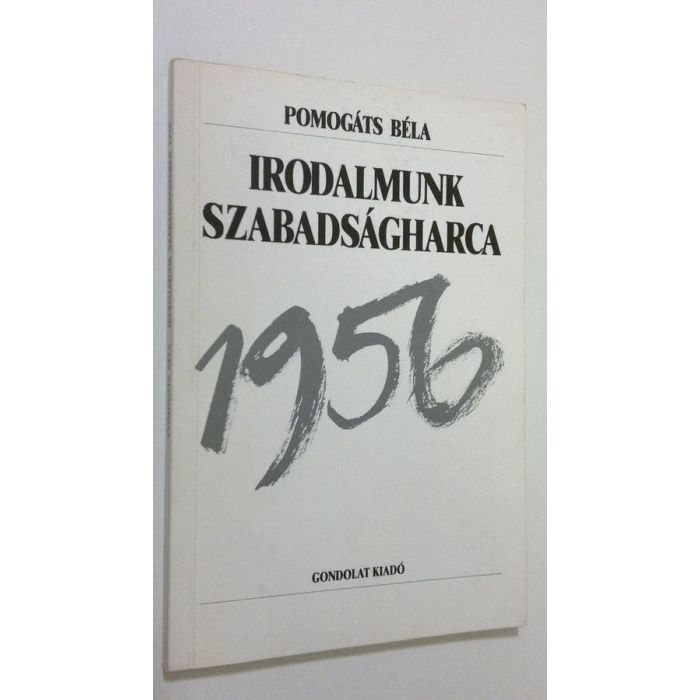 POMOGÁTS BÉLA
IRODALMUNK
SZABADSÁGHARCA
1956
GONDOLAT KIADÓ